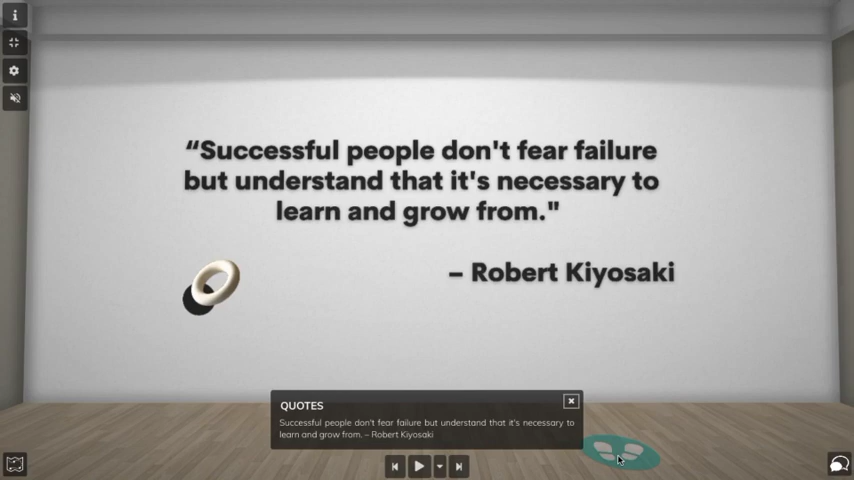 “Successful people don't fear failure
but understand that it's necessary to
learn and grow from."
– Robert Kiyosaki
QUOTES
Successful people don't fear failure but understand that it's necessary to
learn and grow from. – Robert Kiyosaki